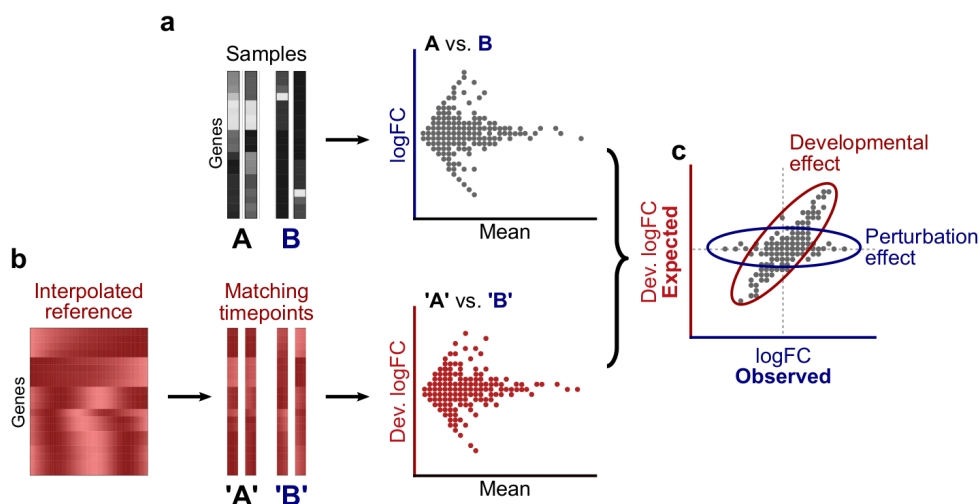 a
Samples
Genes
A B
A vs. B
logFC
Mean
b
Interpolated
reference
Genes
Matching
timepoints
'A' 'B'
'A' vs. 'B'
Dev. logFC
Mean
c
Developmental
effect
Perturbation
effect
Dev. logFC
Expected
logFC
Observed